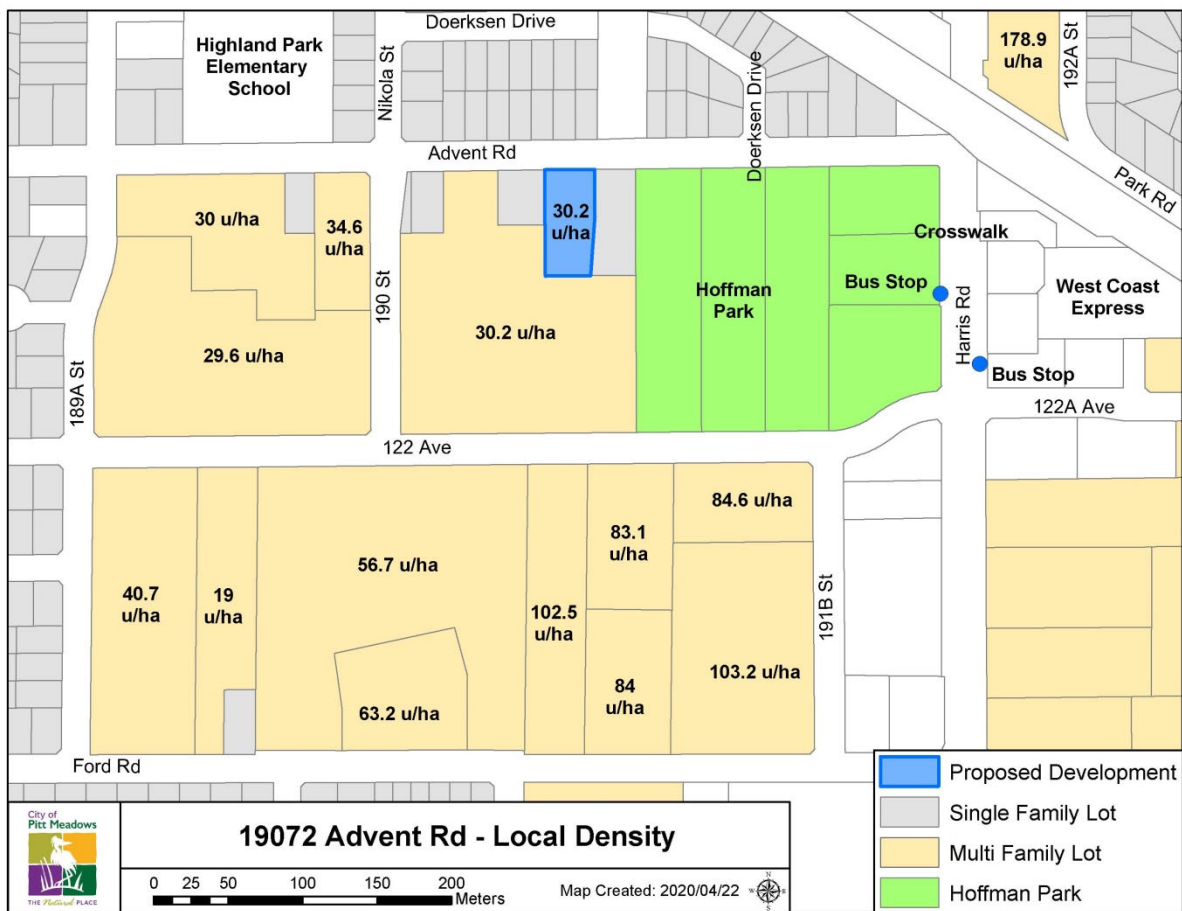 Doerksen Drive
Highland Park
Elementary
School
Nikola St
Doerksen Drive
178.9
u/ha
192A St
Advent Rd
Park Rd
30 u/ha
34.6
u/ha
30.2
u/ha
190 St
Crosswalk
Bus Stop
Hoffman
Park
Harris Rd
West Coast
Express
29.6 u/ha
30.2 u/ha
189A St
Bus Stop
122A Ave
122 Ave
84.6 u/ha
83.1
u/ha
56.7 u/ha
40.7
u/ha
19
u/ha
102.5
u/ha
191B St
103.2 u/ha
84
u/ha
63.2 u/ha
Ford Rd
Proposed Development
Single Family Lot
Multi Family Lot
Hoffman Park
City of
Pitt Meadows
THE Natural PLACE
19072 Advent Rd - Local Density
0 25 50 100 150 200
Meters
Map Created: 2020/04/22
N
E
S
W